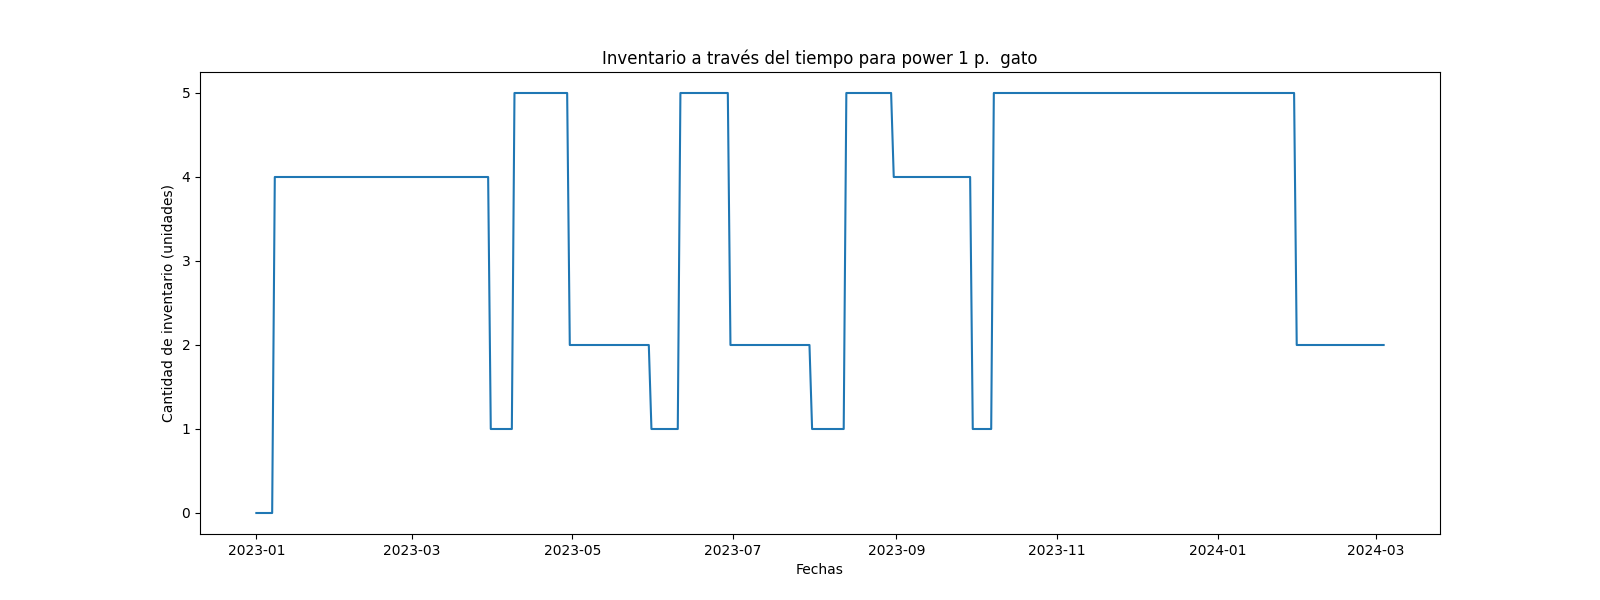 Inventario a través del tiempo para power 1 p.  gato
Cantidad de inventario (unidades)
5
4
3
2
1
0
2023-01 2023-03 2023-05 2023-07 2023-09 2023-11 2024-01 2024-03
Fechas